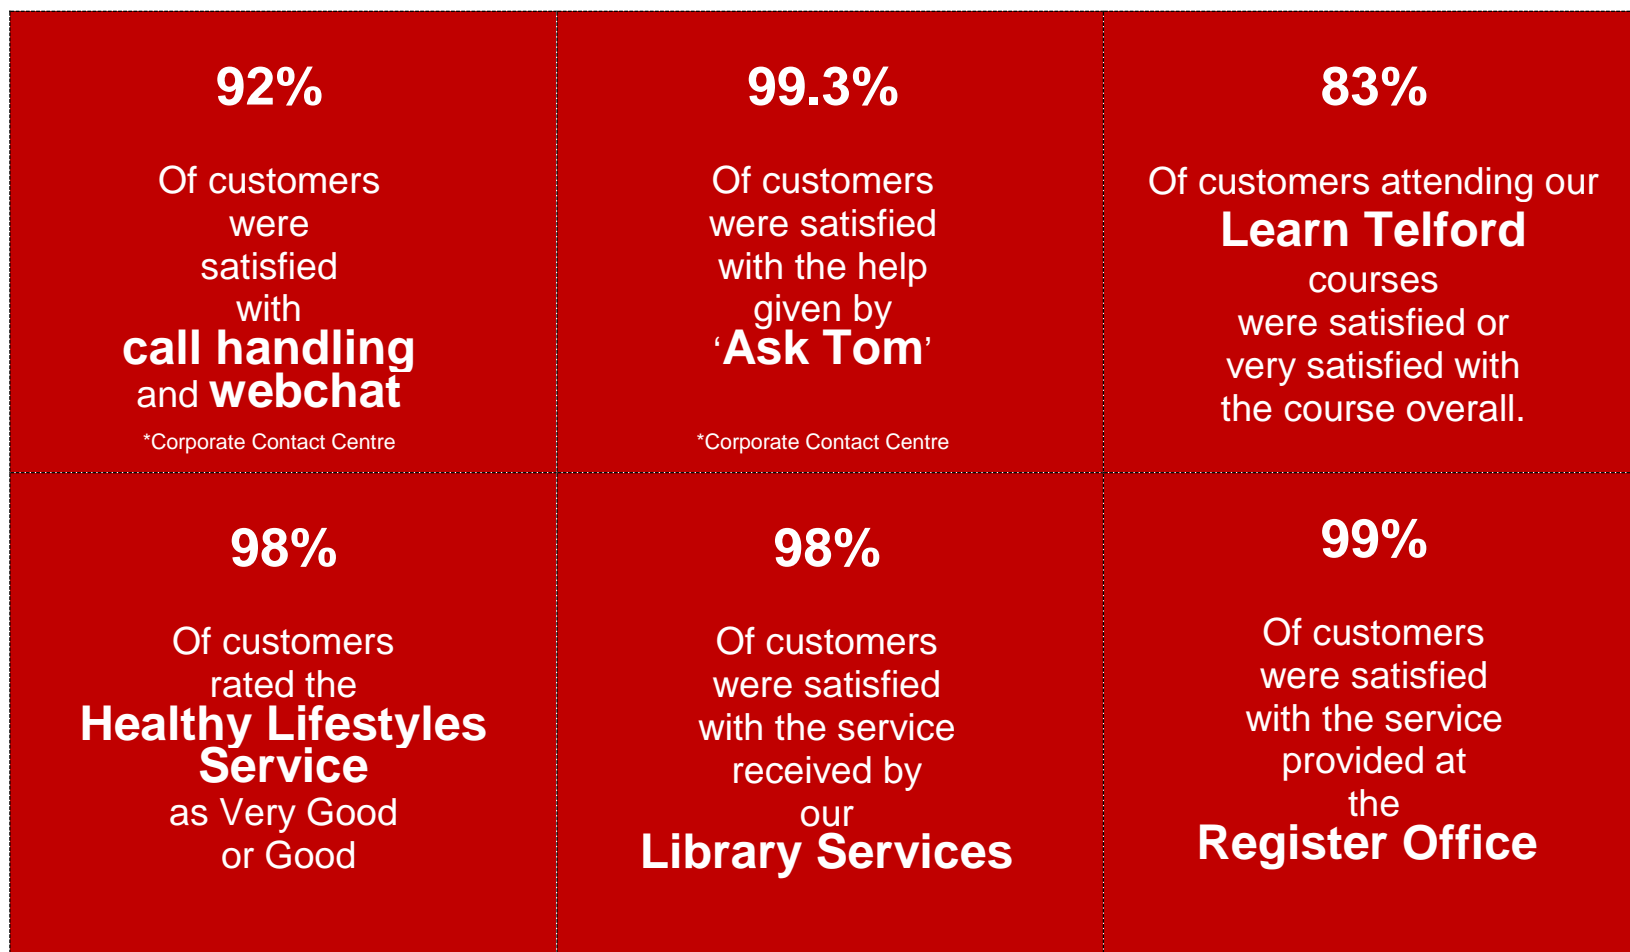 92%
Of customers
were
satisfied
with
call handling
and webchat
*Corporate Contact Centre
99.3%
Of customers
were satisfied
with the help
given by
‘Ask Tom’
*Corporate Contact Centre
83%
Of customers attending our
Learn Telford
courses
were satisfied or
very satisfied with
the course overall.
98%
Of customers
rated the
Healthy Lifestyles
Service
as Very Good
or Good
98%
Of customers
were satisfied
with the service
received by
our
Library Services
99%
Of customers
were satisfied
with the service
provided at
the
Register Office